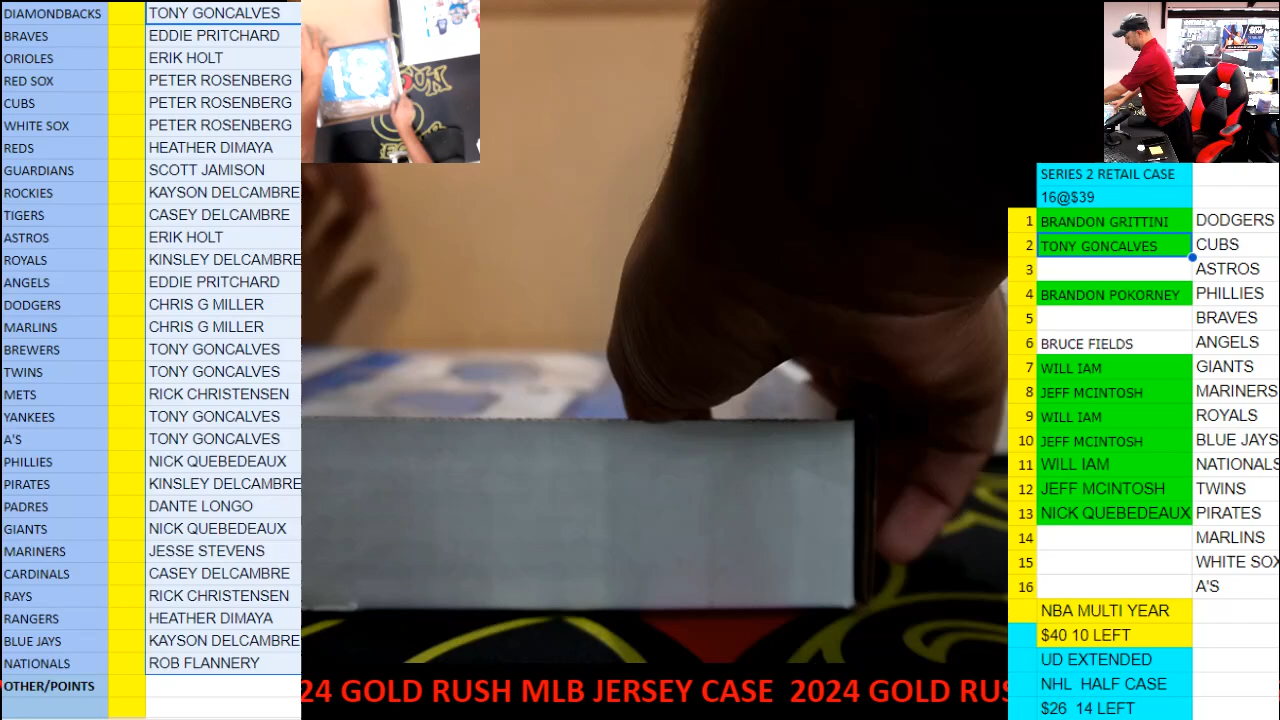 DIAMONDBACKS TONY GONCALVES
BRAVES EDDIE PRITCHARD
ORIOLES ERIK HOLT
RED SOX PETER ROSENBERG
CUBS PETER ROSENBERG
WHITE SOX PETER ROSENBERG
REDS HEATHER DIMAYA
GUARDIANS SCOTT JAMISON
ROCKIES KAYSON DELCAMBRE
TIGERS CASEY DELCAMBRE
ASTROS ERIK HOLT
ROYALS KINSLEY DELCAMBRE
ANGELS EDDIE PRITCHARD
DODGERS CHRIS G MILLER
MARLINS CHRIS G MILLER
BREWERS TONY GONCALVES
TWINS TONY GONCALVES
METS RICK CHRISTENSEN
YANKEES TONY GONCALVES
A'S TONY GONCALVES
PHILLIES NICK QUEBEDEAUX
PIRATES KINSLEY DELCAMBRE
PADRES DANTE LONGO
GIANTS NICK QUEBEDEAUX
MARINERS JESSE STEVENS
CARDINALS CASEY DELCAMBRE
RAYS RICK CHRISTENSEN
RANGERS HEATHER DIMAYA
BLUE JAYS KAYSON DELCAMBRE
NATIONALS ROB FLANNERY
OTHER/POINTS
SERIES 2 RETAIL CASE
16@$39
1 BRANDON GRITTINI DODGERS
2 TONY GONCALVES CUBS
3 ASTROS
4 BRANDON POKORNEY PHILLIES
5 BRAVES
6 BRUCE FIELDS ANGELS
7 WILL IAM GIANTS
8 JEFF MCINTOSH MARINERS
9 WILL IAM ROYALS
10 JEFF MCINTOSH BLUE JAYS
11 WILL IAM NATIONALS
12 JEFF MCINTOSH TWINS
13 NICK QUEBEDEAUX PIRATES
14 MARLINS
15 WHITE SOX
16 A'S
NBA MULTI YEAR
$40 10 LEFT
UD EXTENDED
NHL HALF CASE
$26 14 LEFT
24 GOLD RUSH MLB JERSEY CASE 2024 GOLD RUS